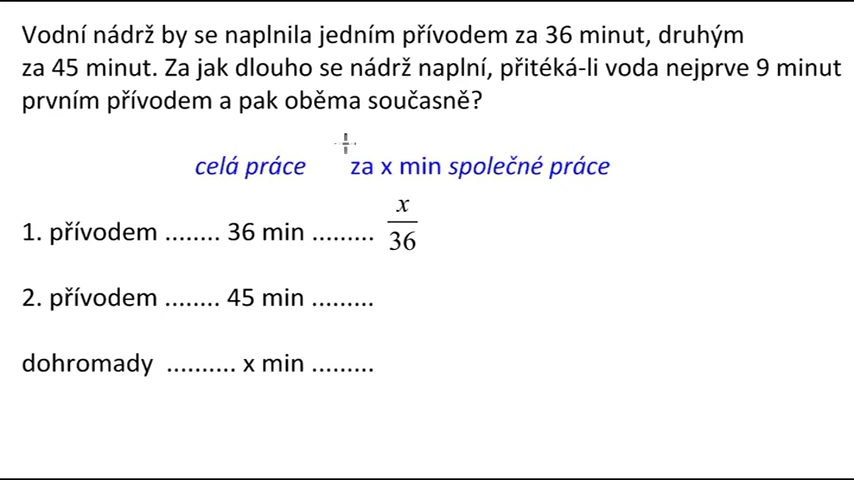 Vodní nádrž by se naplnila jedním přívodem za 36 minut, druhým
za 45 minut. Za jak dlouho se nádrž naplní, přitéká-li voda nejprve 9 minut
prvním přívodem a pak oběma současně?
celá práce za x min společné práce
1. přívodem ........ 36 min ......... x/36
2. přívodem ........ 45 min .........
dohromady .......... x min .........